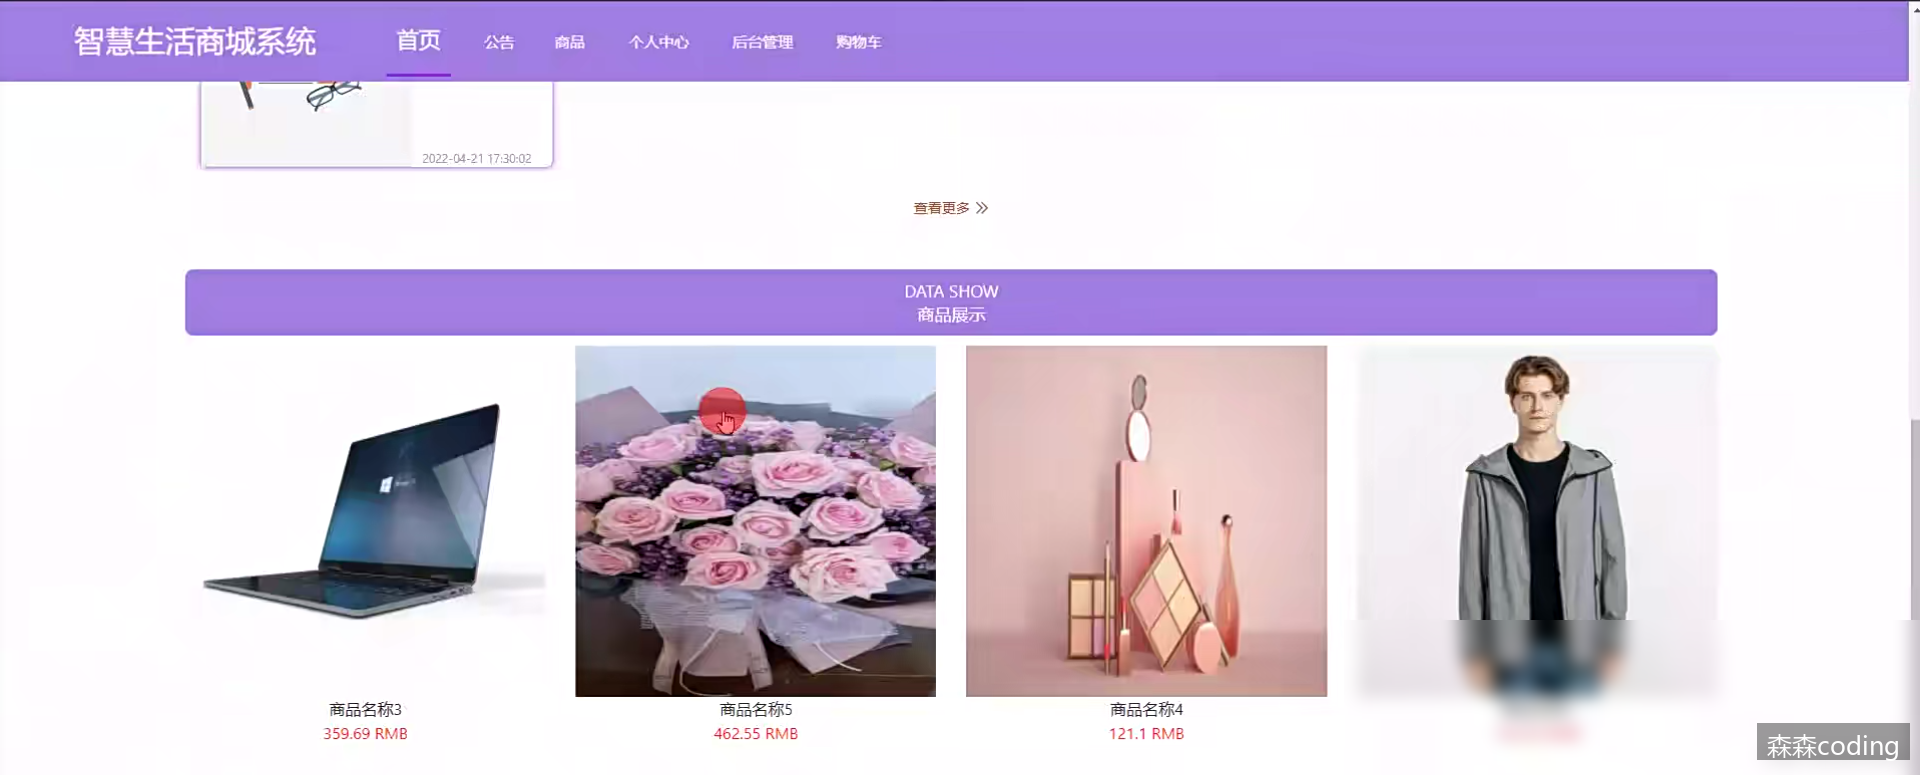 智慧生活商城系统 首页 公告 商品 个人中心 后台管理 购物车
2022-04-21 17:30:02
查看更多
DATA SHOW
商品展示
商品名称3 商品名称5 商品名称4
359.69 RMB 462.55 RMB 121.1 RMB
森森coding